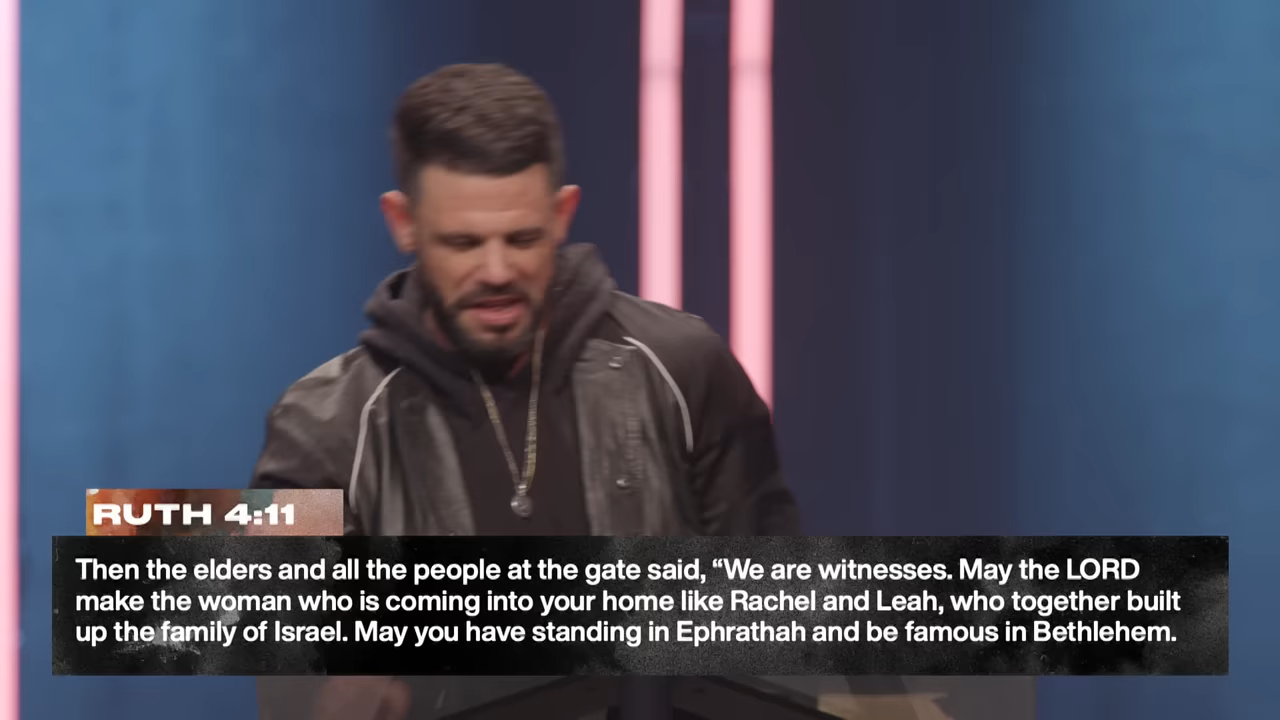 RUTH 4:11
Then the elders and all the people at the gate said, “We are witnesses. May the LORD
make the woman who is coming into your home like Rachel and Leah, who together built
up the family of Israel. May you have standing in Ephrathah and be famous in Bethlehem.